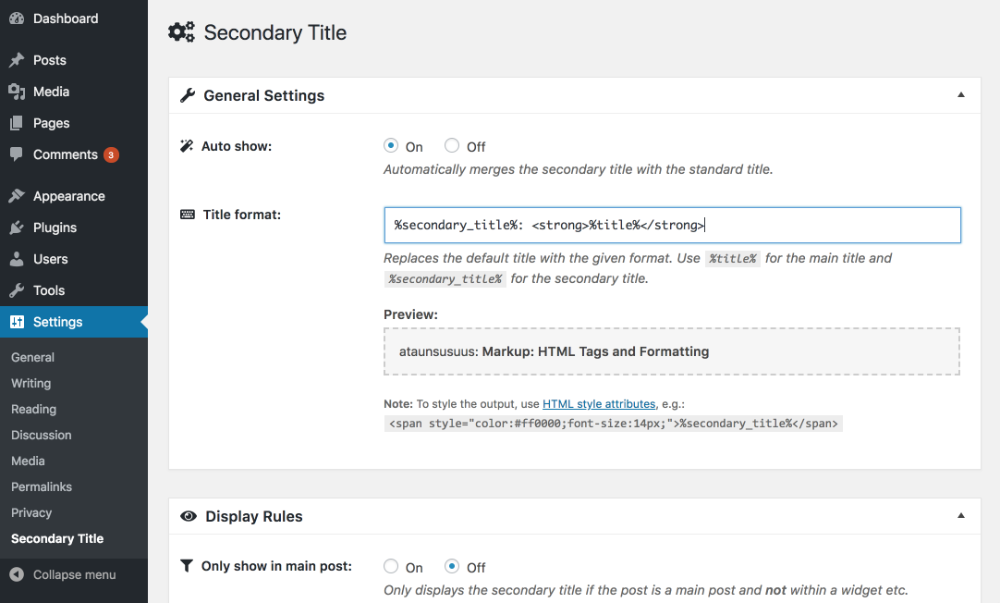 Dashboard
Posts
Media
Pages
Comments 3
Appearance
Plugins
Users
Tools
Settings
General
Writing
Reading
Discussion
Media
Permalinks
Privacy
Secondary Title
Collapse menu
Secondary Title
General Settings
Auto show:
On Off
Automatically merges the secondary title with the standard title.
Title format:
%secondary_title%: <strong>%title%</strong>
Replaces the default title with the given format. Use %title% for the main title and
%secondary_title% for the secondary title.
Preview:
ataunsusuus: Markup: HTML Tags and Formatting
Note: To style the output, use HTML style attributes, e.g.:
<span style="color:#ff0000;font-size:14px;">%secondary_title%</span>
Display Rules
Only show in main post:
On Off
Only displays the secondary title if the post is a main post and not within a widget etc.